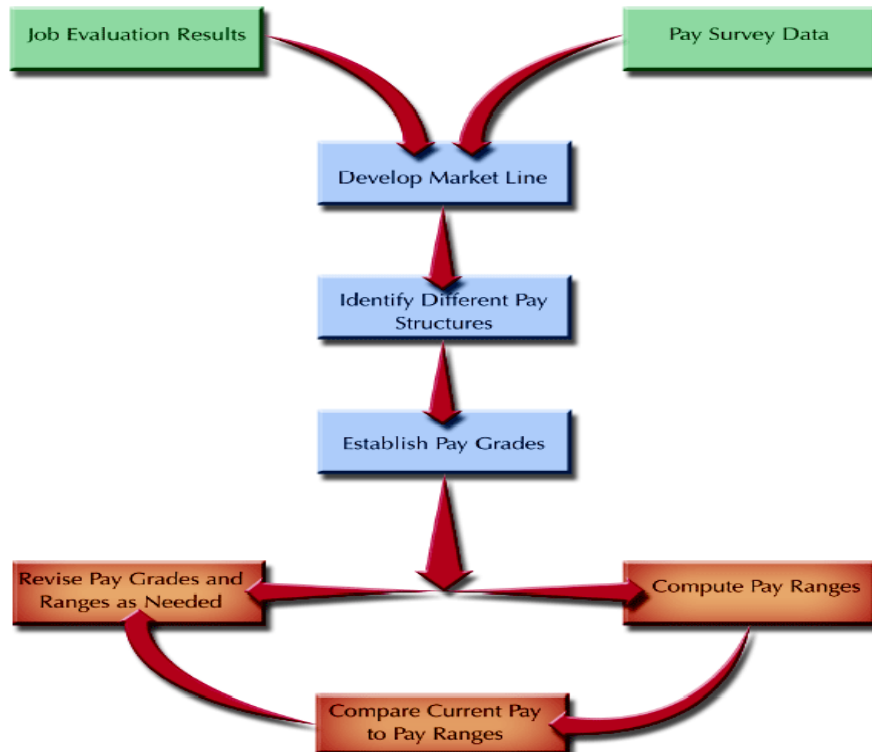 Job Evaluation Results
Pay Survey Data
Develop Market Line
Identify Different Pay
Structures
Establish Pay Grades
Revise Pay Grades and
Ranges as Needed
Compute Pay Ranges
Compare Current Pay
to Pay Ranges